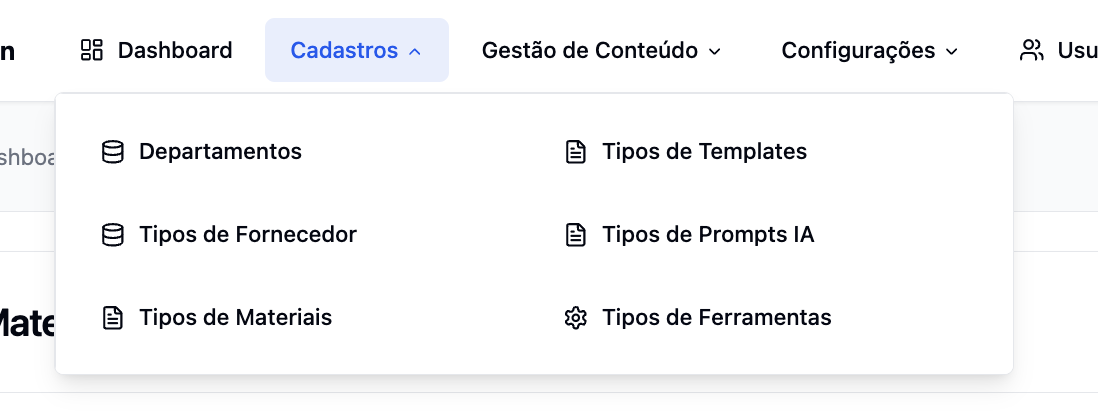 Dashboard Cadastros Gestão de Conteúdo Configurações
Departamentos Tipos de Templates
Tipos de Fornecedor Tipos de Prompts IA
Tipos de Materiais Tipos de Ferramentas